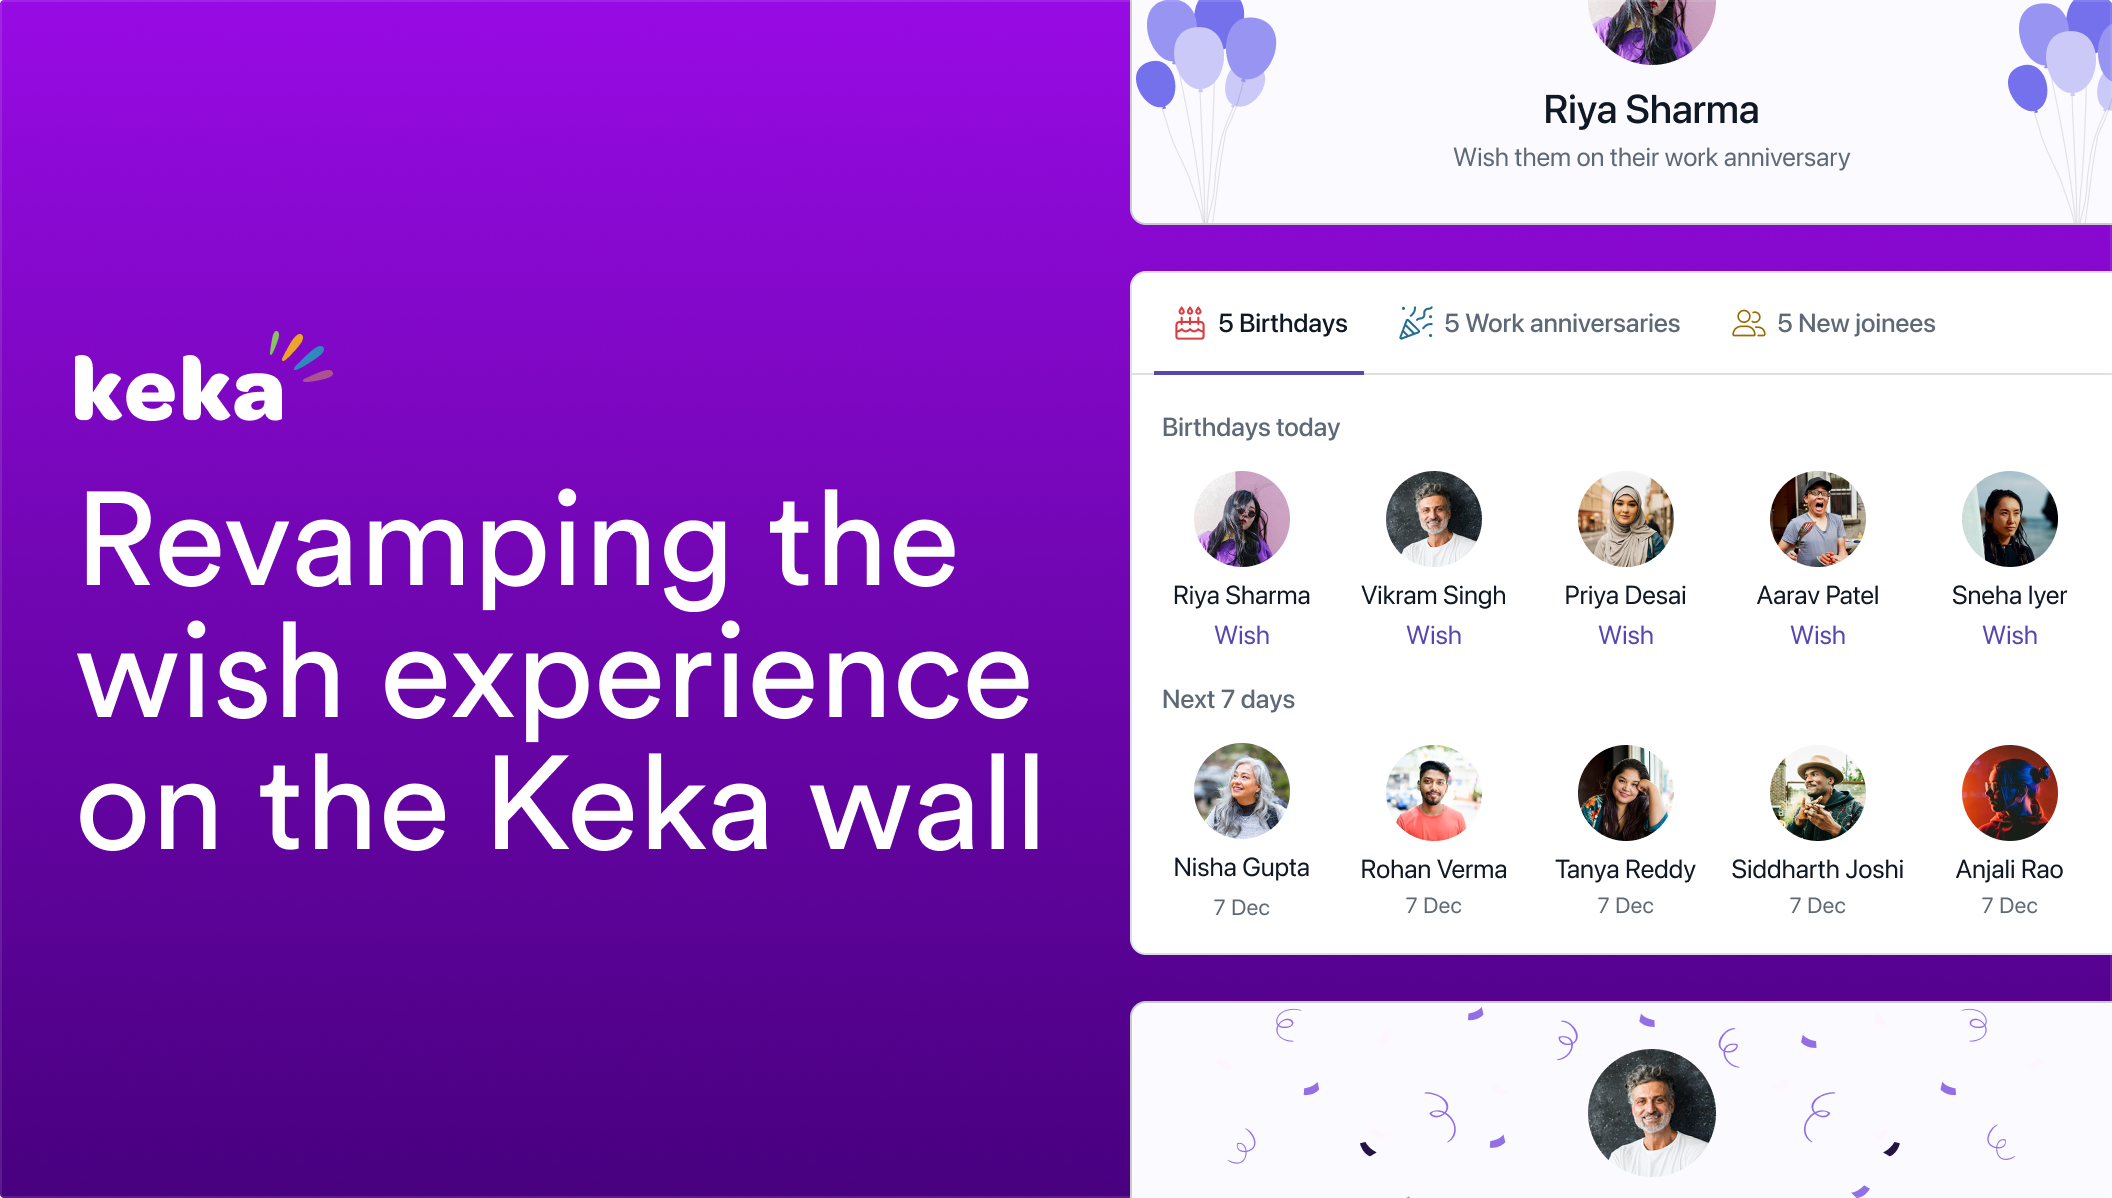 keka
Revamping the
wish experience
on the Keka wall
Riya Sharma
Wish them on their work anniversary
5 Birthdays
5 Work anniversaries
5 New joinees
Birthdays today
Riya Sharma
Vikram Singh
Priya Desai
Aarav Patel
Sneha Iyer
Wish
Wish
Wish
Wish
Wish
Next 7 days
Nisha Gupta
Rohan Verma
Tanya Reddy
Siddharth Joshi
Anjali Rao
7 Dec
7 Dec
7 Dec
7 Dec
7 Dec